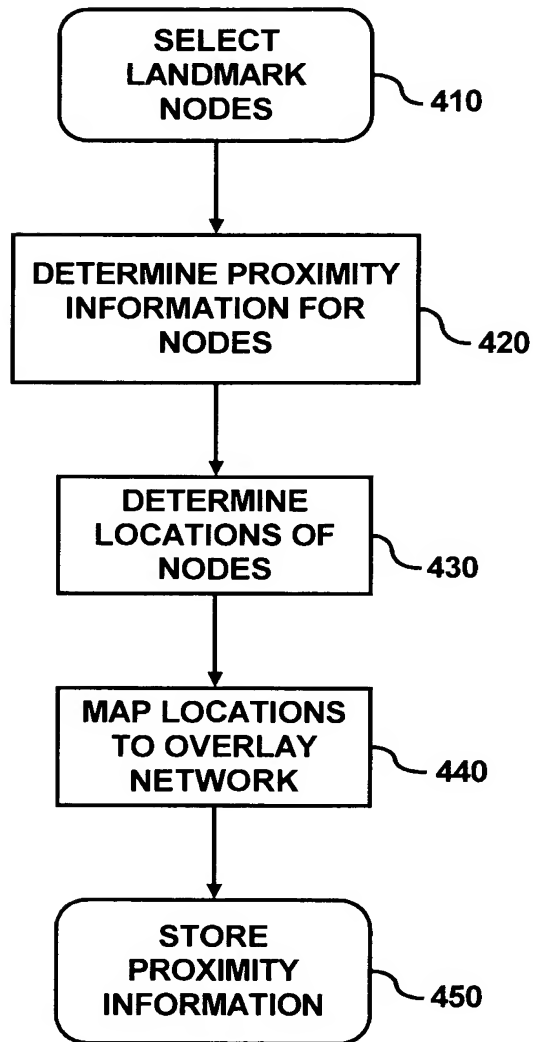 SELECT
LANDMARK
NODES
410
DETERMINE PROXIMITY
INFORMATION FOR
NODES
420
DETERMINE
LOCATIONS OF
NODES
430
MAP LOCATIONS
TO OVERLAY
NETWORK
440
STORE
PROXIMITY
INFORMATION
450